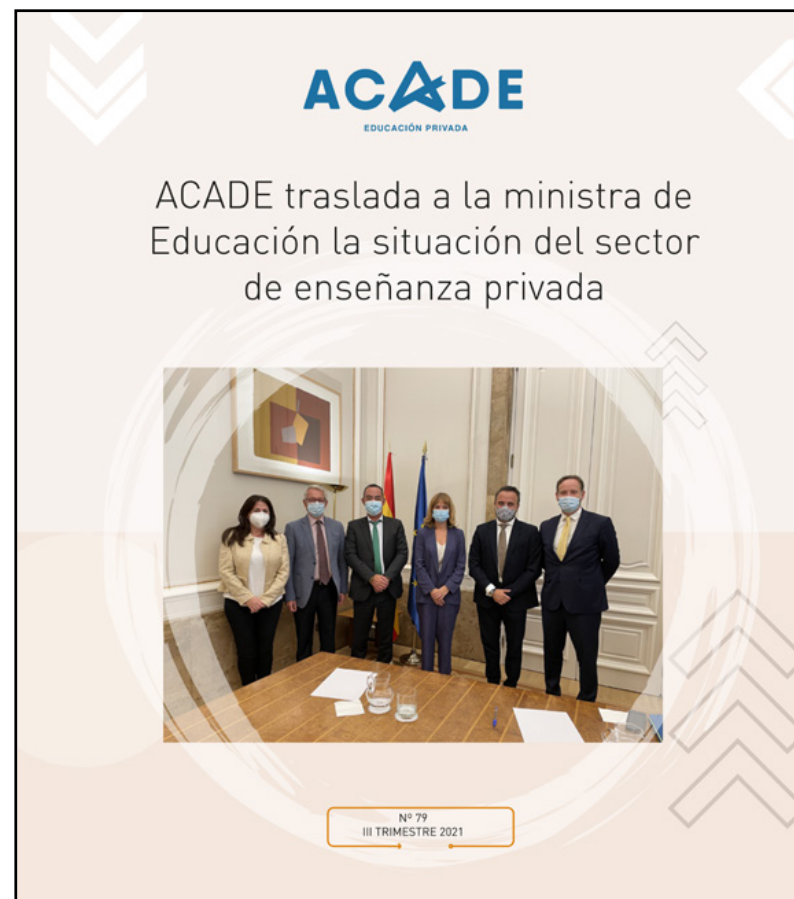 ACADE
EDUCACIÓN PRIVADA
ACADE traslada a la ministra de
Educación la situación del sector
de enseñanza privada
Nº 79
III TRIMESTRE 2021